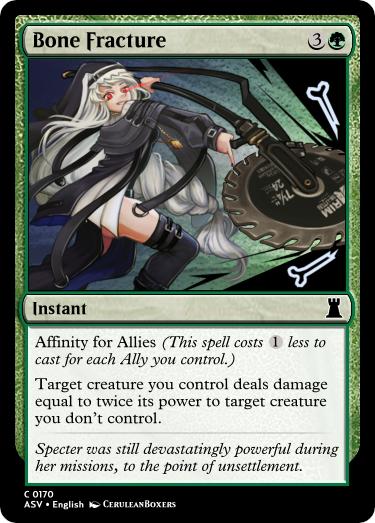 Bone Fracture 3
Instant
Affinity for Allies (This spell costs 1 less to
cast for each Ally you control.)
Target creature you control deals damage
equal to twice its power to target creature
you don't control.
Specter was still devastatingly powerful during
her missions, to the point of unsettlement.
C 0170
ASV • English CeruleanBoxers